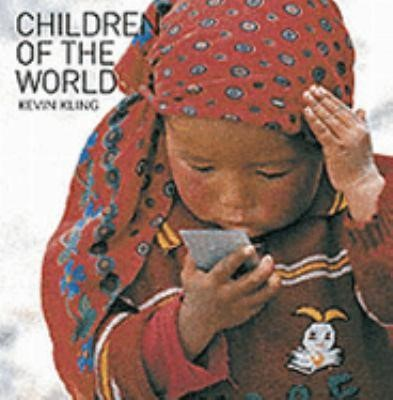 CHILDREN
OF THE
WORLD
KEVIN KLING